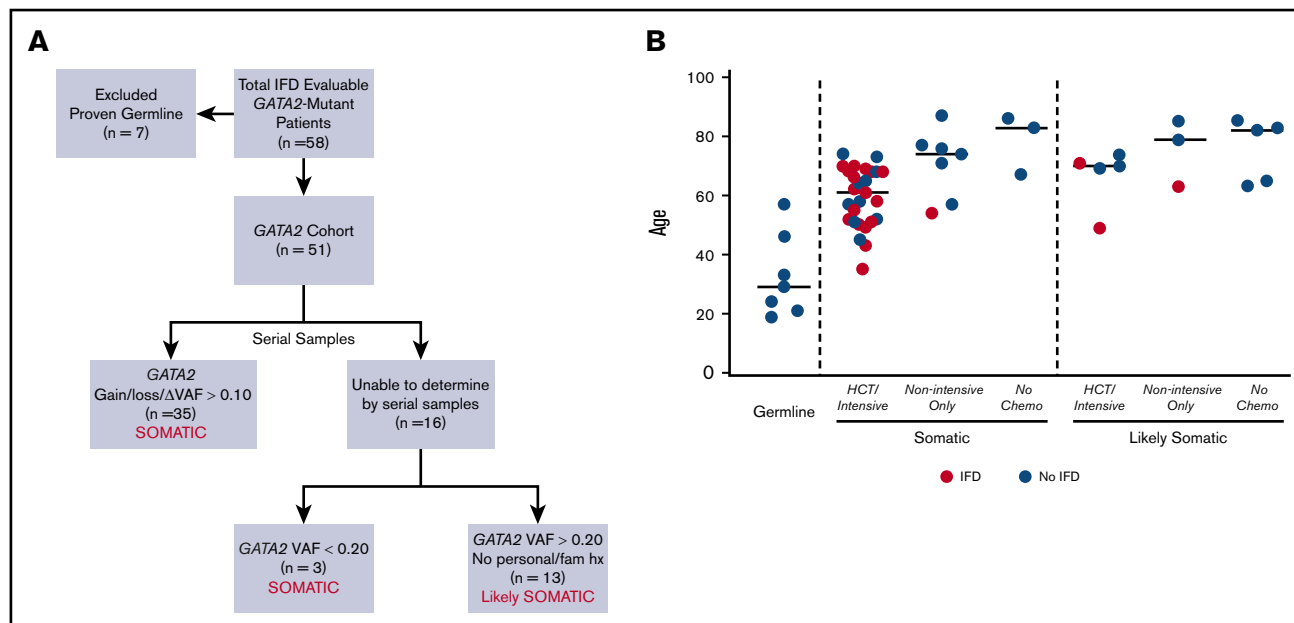 A
Excluded
Proven Germline
(n = 7)
Total IFD Evaluable
GATA2-Mutant
Patients
(n =58)
GATA2 Cohort
(n = 51)
Serial Samples
GATA2
Gain/loss/ΔVAF > 0.10
(n =35)
SOMATIC
Unable to determine
by serial samples
(n =16)
GATA2 VAF < 0.20
(n = 3)
SOMATIC
GATA2 VAF > 0.20
No personal/fam hx
(n = 13)
Likely SOMATIC
B
Age
100
80
60
40
20
0
Germline
HCT/
Intensive
Non-intensive
Only
No
Chemo
Somatic
HCT/
Intensive
Non-intensive
Only
No
Chemo
Likely Somatic
IFD
No IFD